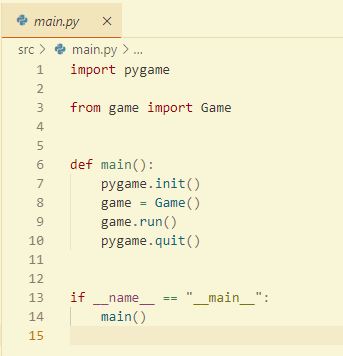 main.py ×
src > main.py > ...
1 import pygame
2
3 from game import Game
4
5
6 def main():
7     pygame.init()
8     game = Game()
9     game.run()
10     pygame.quit()
11
12
13 if __name__ == "__main__":
14     main()
15